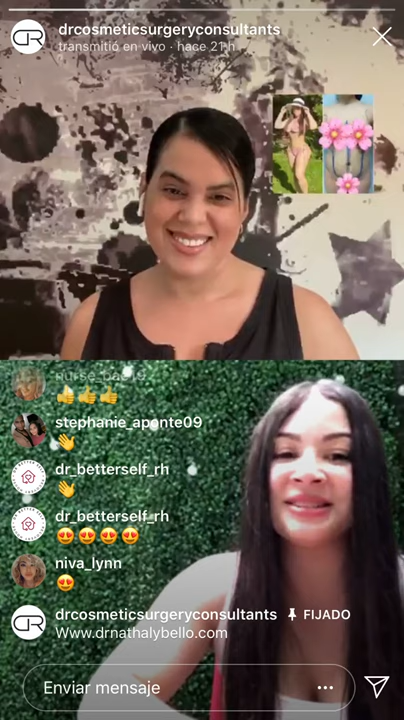 drcosmeticsurgeryconsultants
transmitió en vivo · hace 21 h
stephanie_aponte09
dr_betterself_rh
dr_betterself_rh
niva_lynn
drcosmeticsurgeryconsultants FIJADO
Www.drnathalybello.com
Enviar mensaje